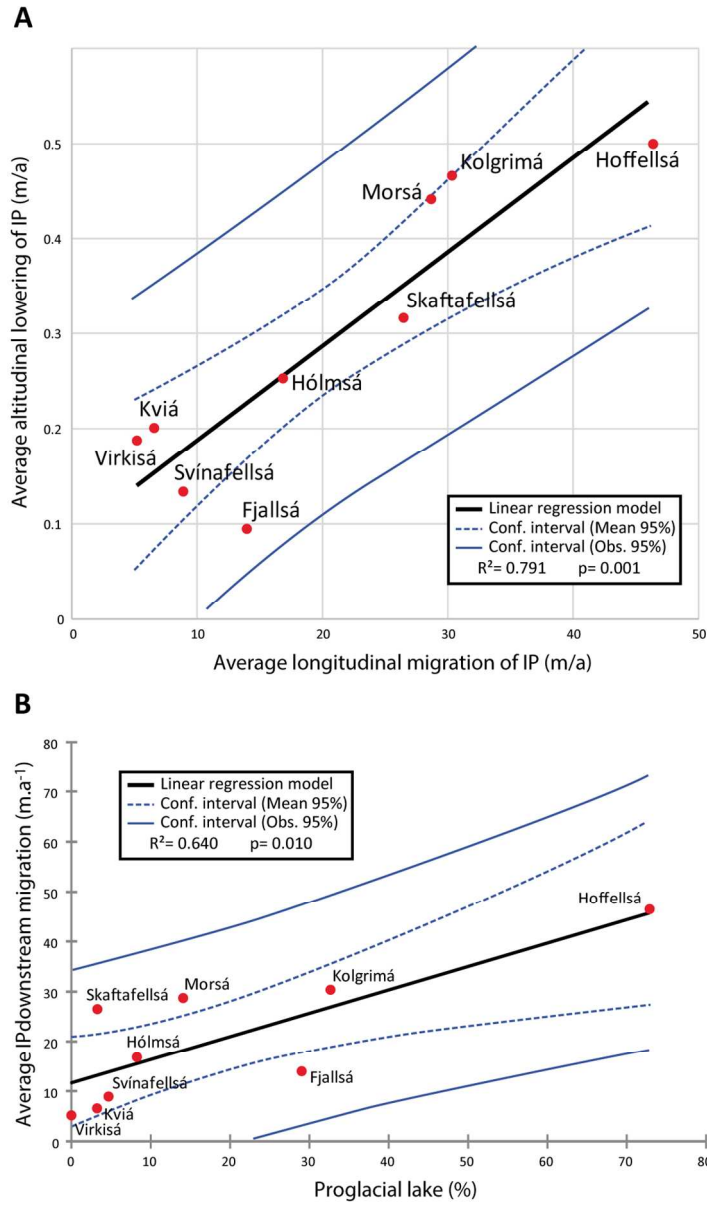 A
Average altitudinal lowering of IP (m/a)
0.5
0.4
0.3
0.2
0.1
0
Kolgrimá
Hoffellsá
Morsá
Skaftafellsá
Hólmsá
Kviá
Virkisá
Svínafellsá
Fjallsá
Linear regression model
Conf. interval (Mean 95%)
Conf. interval (Obs. 95%)
R²= 0.791 p= 0.001
0 10 20 30 40 50
Average longitudinal migration of IP (m/a)
B
Average IPdownstream migration (m.a⁻¹)
80
70
60
50
40
30
20
10
0
Linear regression model
Conf. interval (Mean 95%)
Conf. interval (Obs. 95%)
R²= 0.640 p= 0.010
Hoffellsá
Kolgrimá
Morsá
Skaftafellsá
Hólmsá
Fjallsá
Svínafellsá
Kviá
Virkisá
0 10 20 30 40 50 60 70 80
Proglacial lake (%)